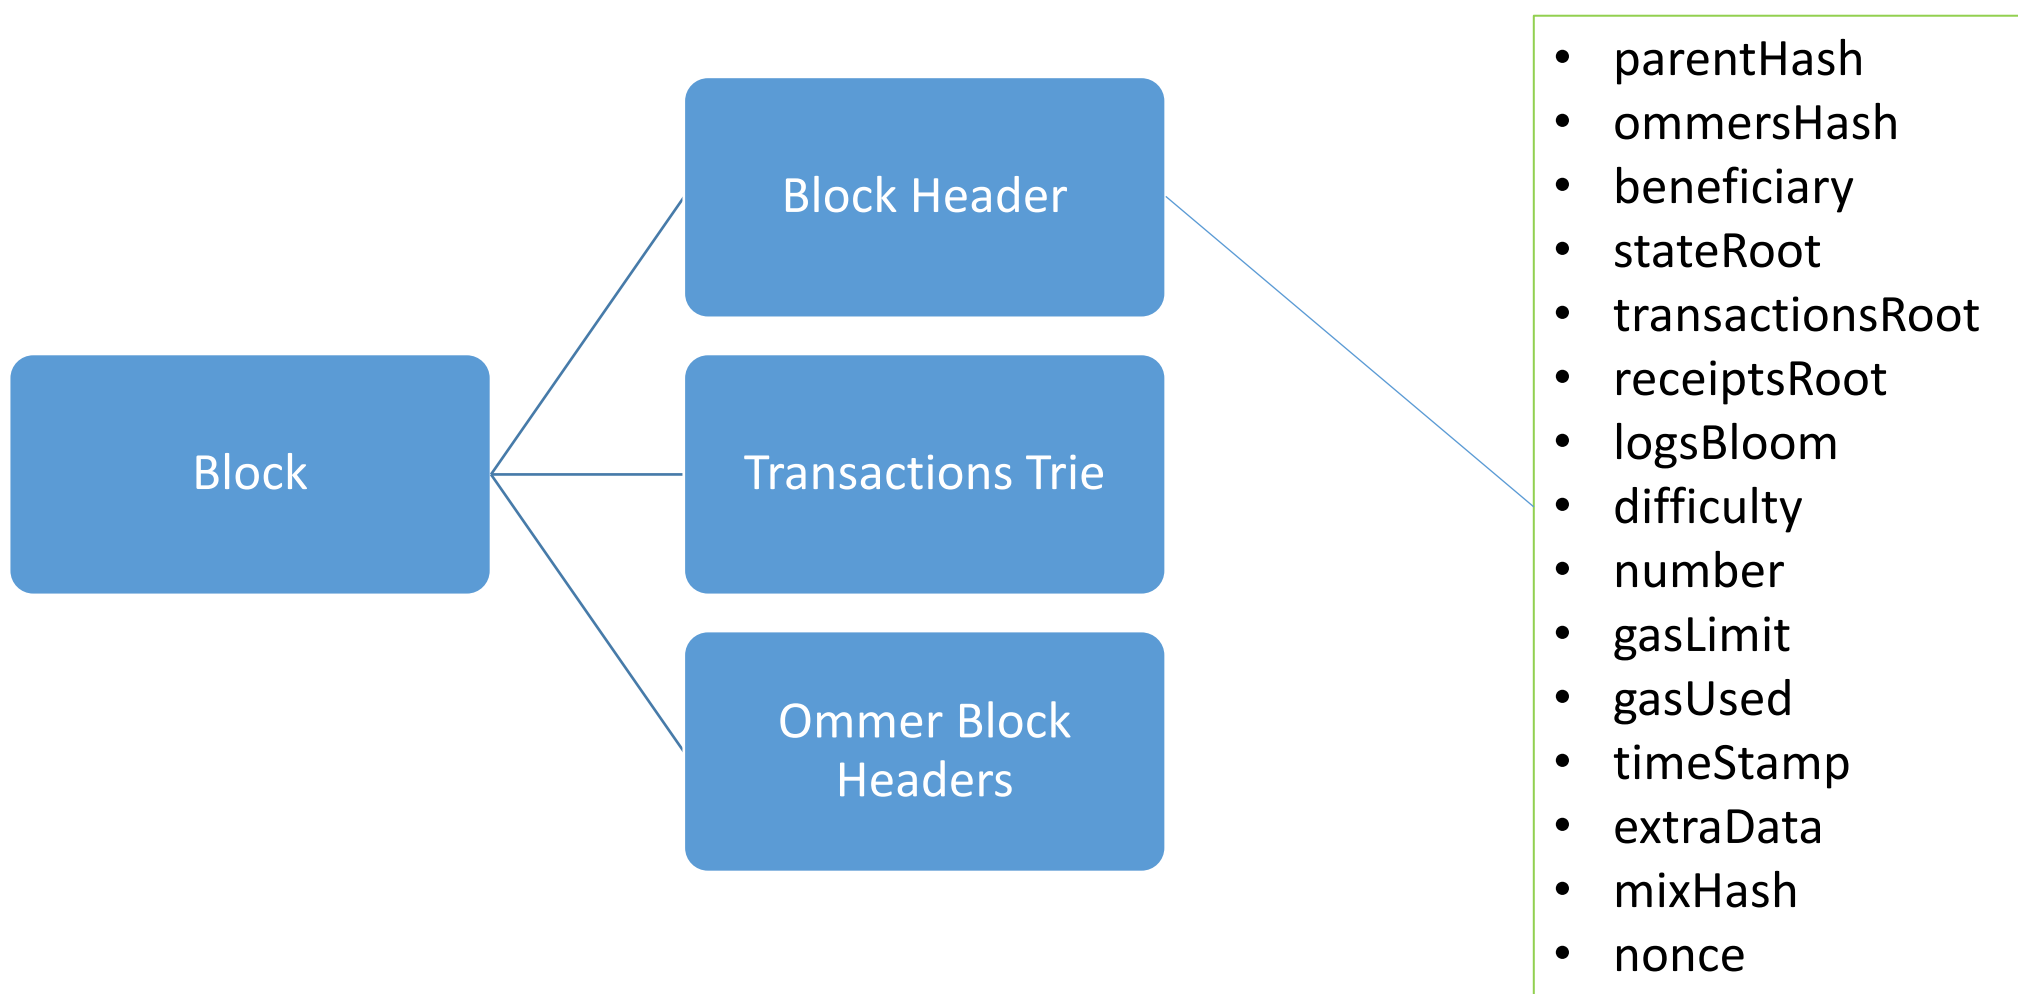 Block
Block Header
Transactions Trie
Ommer Block
Headers
• parentHash
• ommersHash
• beneficiary
• stateRoot
• transactionsRoot
• receiptsRoot
• logsBloom
• difficulty
• number
• gasLimit
• gasUsed
• timeStamp
• extraData
• mixHash
• nonce